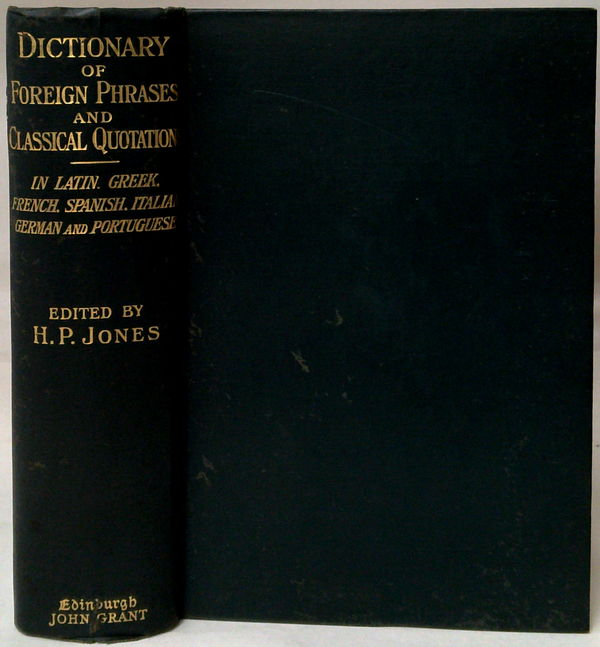 DICTIONARY
OF
FOREIGN PHRASES
AND
CLASSICAL QUOTATION
IN LATIN, GREEK,
FRENCH, SPANISH, ITALIA
GERMAN AND PORTUGUESE
EDITED BY
H.P. JONES
Edinburgh
JOHN GRANT